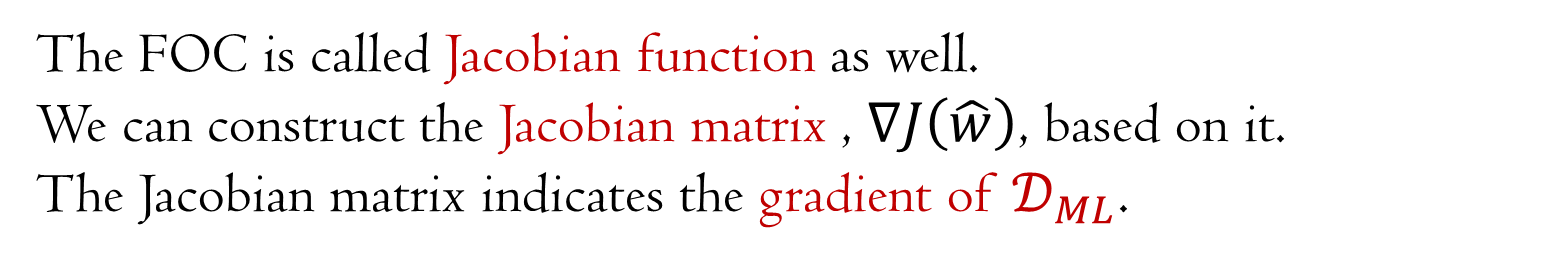 The FOC is called Jacobian function as well.
We can construct the Jacobian matrix , ∇J(ŵ), based on it.
The Jacobian matrix indicates the gradient of 𝒟_ML.